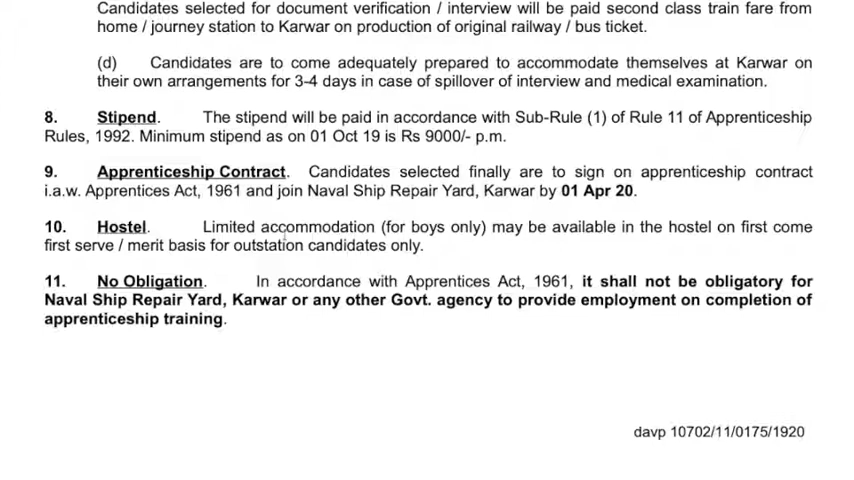 Candidates selected for document verification / interview will be paid second class train fare from
home / journey station to Karwar on production of original railway / bus ticket.
(d) Candidates are to come adequately prepared to accommodate themselves at Karwar on
their own arrangements for 3-4 days in case of spillover of interview and medical examination.
8. Stipend. The stipend will be paid in accordance with Sub-Rule (1) of Rule 11 of Apprenticeship
Rules, 1992. Minimum stipend as on 01 Oct 19 is Rs 9000/- p.m.
9. Apprenticeship Contract. Candidates selected finally are to sign on apprenticeship contract
i.a.w. Apprentices Act, 1961 and join Naval Ship Repair Yard, Karwar by 01 Apr 20.
10. Hostel. Limited accommodation (for boys only) may be available in the hostel on first come
first serve / merit basis for outstation candidates only.
11. No Obligation. In accordance with Apprentices Act, 1961, it shall not be obligatory for
Naval Ship Repair Yard, Karwar or any other Govt. agency to provide employment on completion of
apprenticeship training.
davp 10702/11/0175/1920